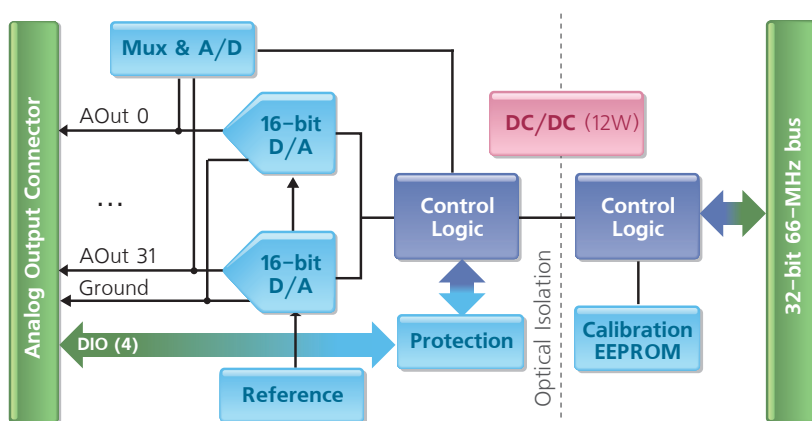 Mux & A/D
AOut 0
16-bit
D/A
DC/DC (12W)
Analog Output Connector
...
Control
Logic
Control
Logic
32-bit 66-MHz bus
AOut 31
Ground
16-bit
D/A
Optical Isolation
DIO (4)
Protection
Calibration
EEPROM
Reference